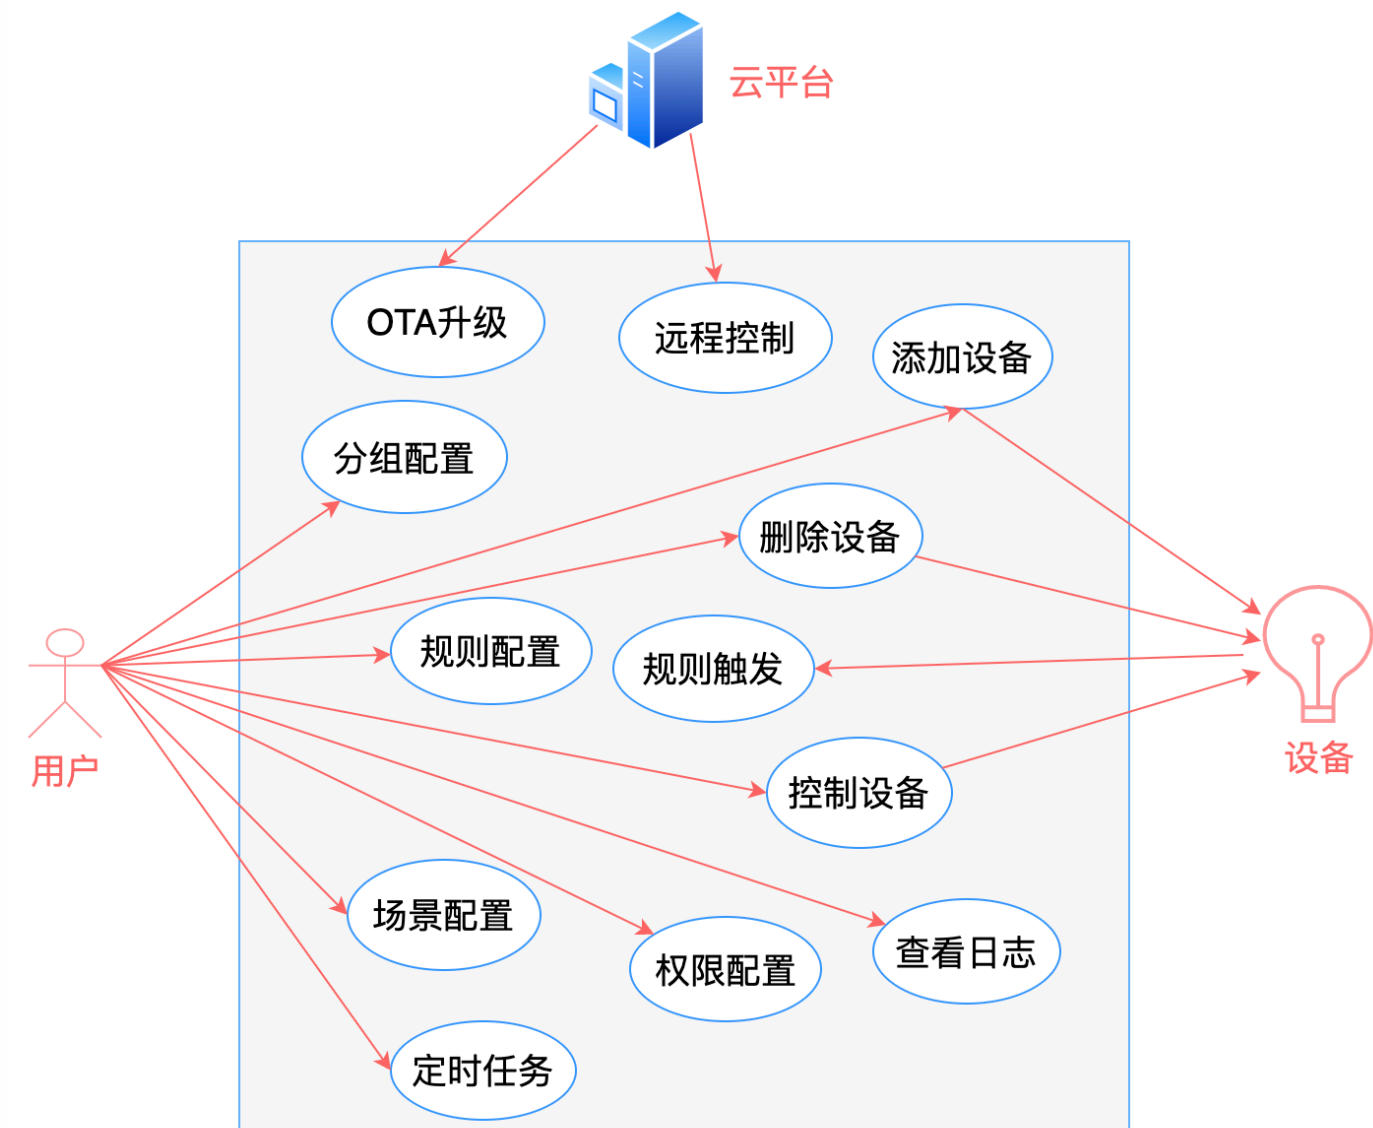 云平台
OTA升级
远程控制
添加设备
分组配置
删除设备
规则配置
规则触发
用户
设备
控制设备
场景配置
权限配置
查看日志
定时任务